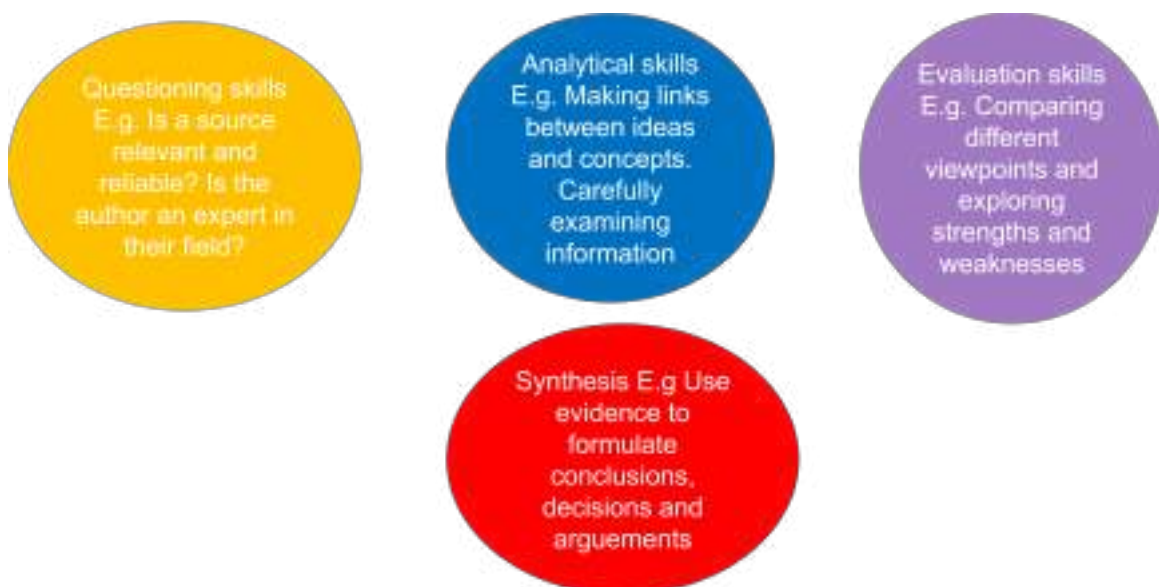 Questioning skills
E.g. Is a source
relevant and
reliable? Is the
author an expert in
their field?
Analytical skills
E.g. Making links
between ideas
and concepts.
Carefully
examining
information
Evaluation skills
E.g. Comparing
different
viewpoints and
exploring
strengths and
weaknesses
Synthesis E.g Use
evidence to
formulate
conclusions,
decisions and
arguements